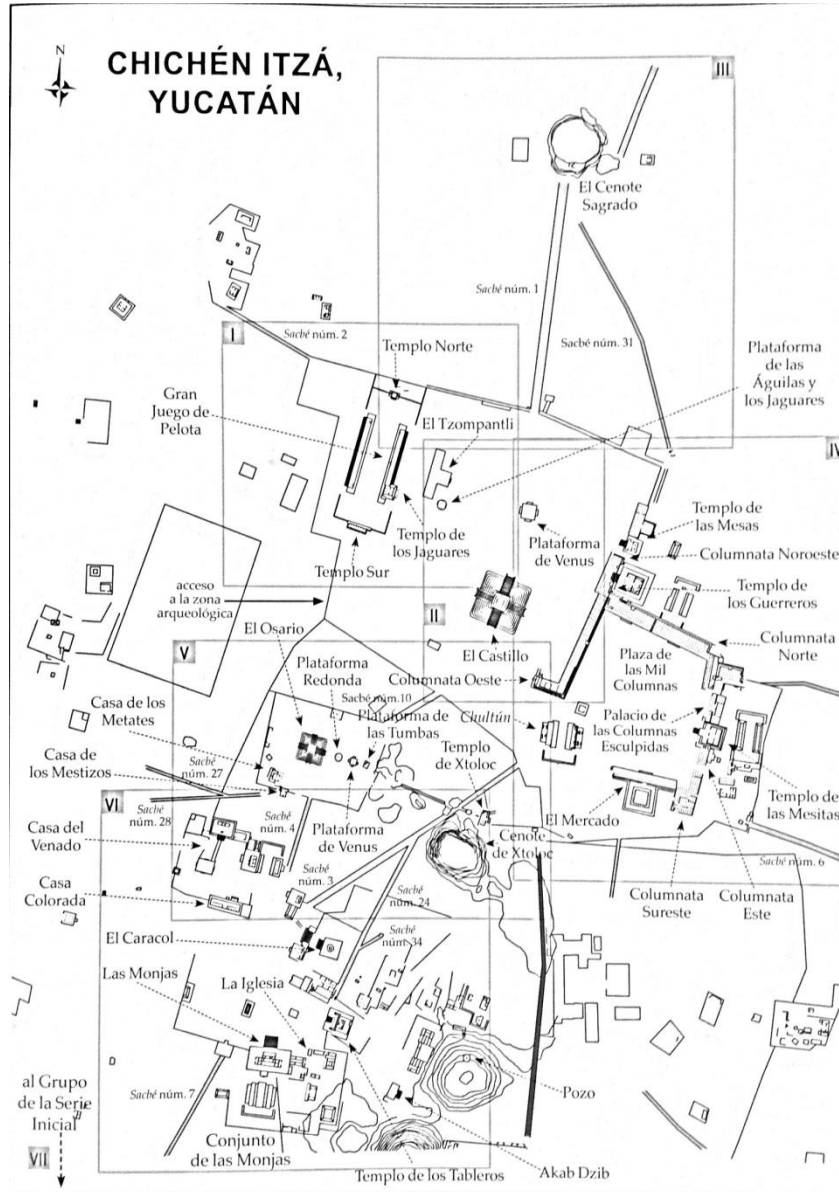 N
CHICHÉN ITZÁ,
YUCATÁN
III
El Cenote
Sagrado
Sacbé núm. 1
Sacbé núm. 2
Sacbé núm. 31
I
Templo Norte
Plataforma
de las
Águilas y
los Jaguares
Gran
Juego de
Pelota
El Tzompantli
IV
Templo de
los Jaguares
Plataforma
de Venus
Templo de
las Mesas
Columnata Noroeste
Templo Sur
acceso
a la zona
arqueológica
II
Templo de
los Guerreros
El Castillo
Columnata
Norte
V
El Osario
Plataforma
Redonda
Columnata Oeste
Plaza de
las Mil
Columnas
Casa de los
Metates
Sacbé núm.10
Plataforma de
las Tumbas
Chultún
Palacio de
las Columnas
Esculpidas
Casa de
los Mestizos
Sacbé
núm. 27
Templo
de Xtoloc
VI
Sacbé
núm. 28
Sacbé
núm. 4
Plataforma
de Venus
El Mercado
Templo de
las Mesitas
Casa del
Venado
Cenote
de Xtoloc
Sacbé
núm. 3
Sacbé núm. 6
Casa
Colorada
Sacbé
núm. 24
Columnata
Sureste
Columnata
Este
El Caracol
Sacbé
núm. 34
Las Monjas
La Iglesia
al Grupo
de la Serie
Inicial
Sacbé núm. 7
Pozo
VII
Conjunto
de las Monjas
Templo de los Tableros
Akab Dzib